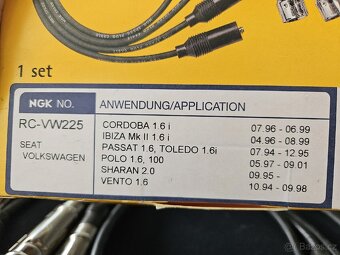 1 set
NGK NO.
ANWENDUNG/APPLICATION
RC-VW225
SEAT
VOLKSWAGEN
CORDOBA 1.6 i 07.96 - 06.99
IBIZA Mk II 1.6 i 04.96 - 08.99
PASSAT 1.6, TOLEDO 1.6i 07.94 - 12.95
POLO 1.6, 100 05.97 - 09.01
SHARAN 2.0 09.95 -
VENTO 1.6 10.94 - 09.98